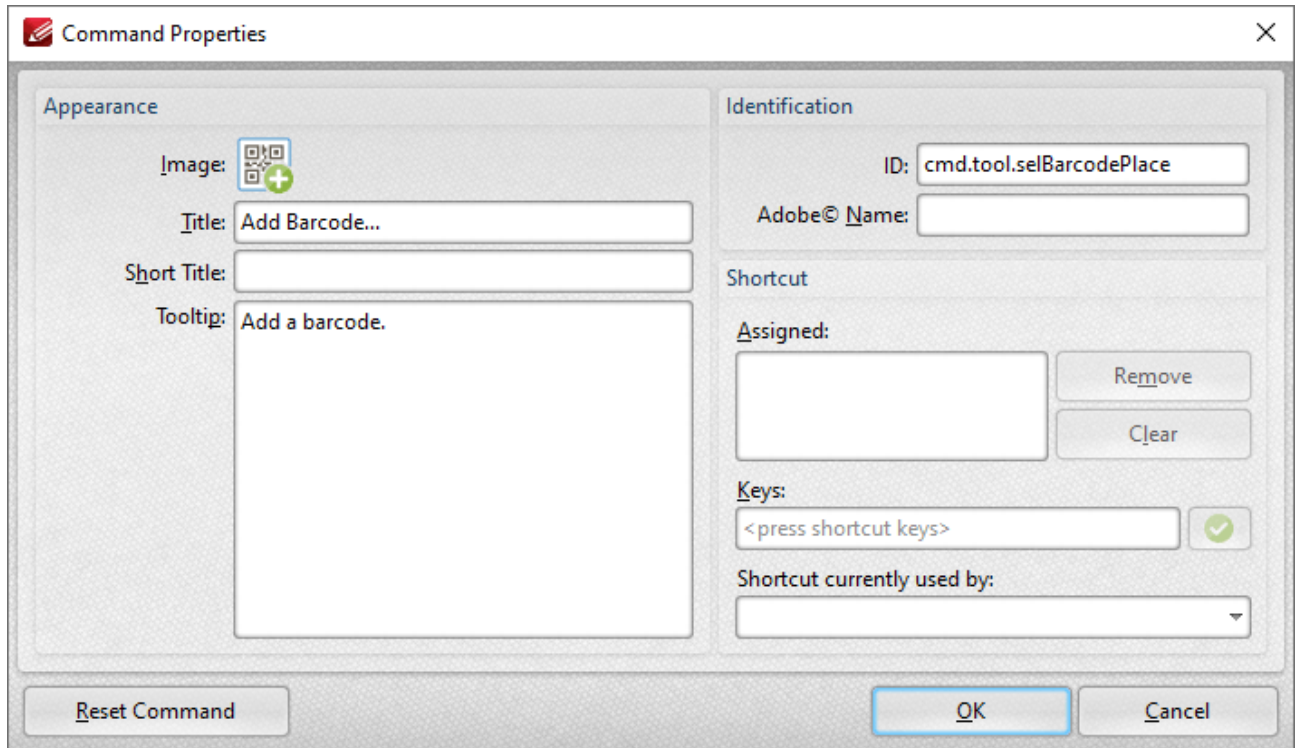 Command Properties
Appearance
Image:
Title: Add Barcode...
Short Title:
Tooltip: Add a barcode.
Identification
ID: cmd.tool.selBarcodePlace
Adobe© Name:
Shortcut
Assigned:
Remove
Clear
Keys:
<press shortcut keys>
Shortcut currently used by:
Reset Command
OK
Cancel